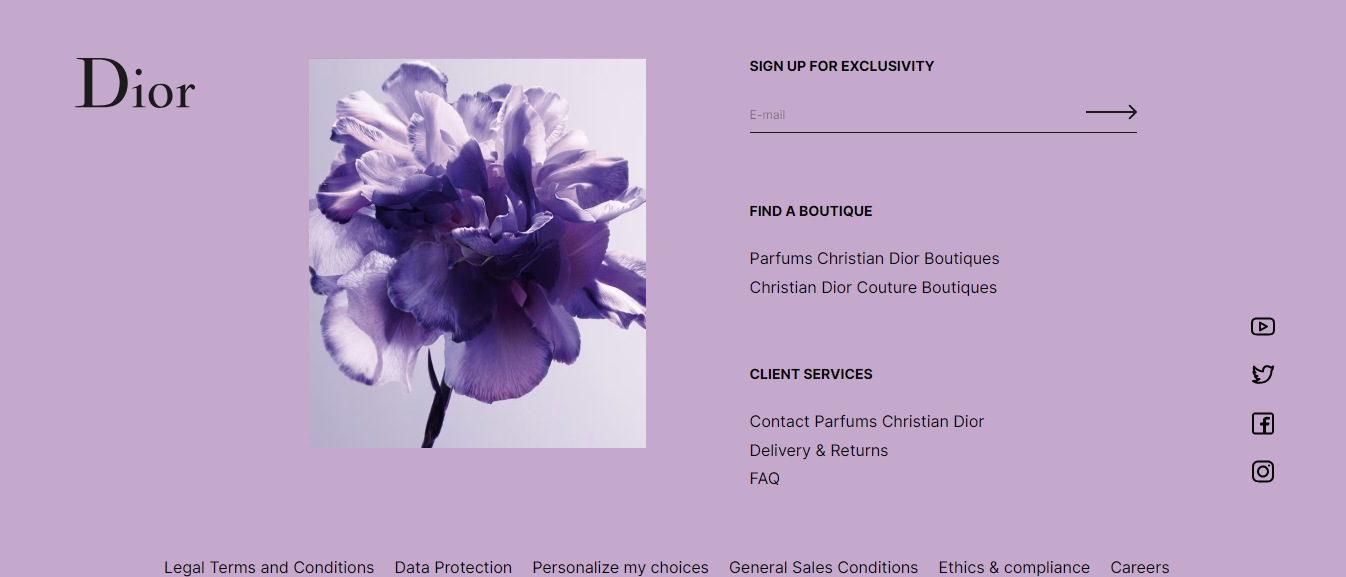 Dior
SIGN UP FOR EXCLUSIVITY
E-mail
FIND A BOUTIQUE
Parfums Christian Dior Boutiques
Christian Dior Couture Boutiques
CLIENT SERVICES
Contact Parfums Christian Dior
Delivery & Returns
FAQ
Legal Terms and Conditions Data Protection Personalize my choices General Sales Conditions Ethics & compliance Careers